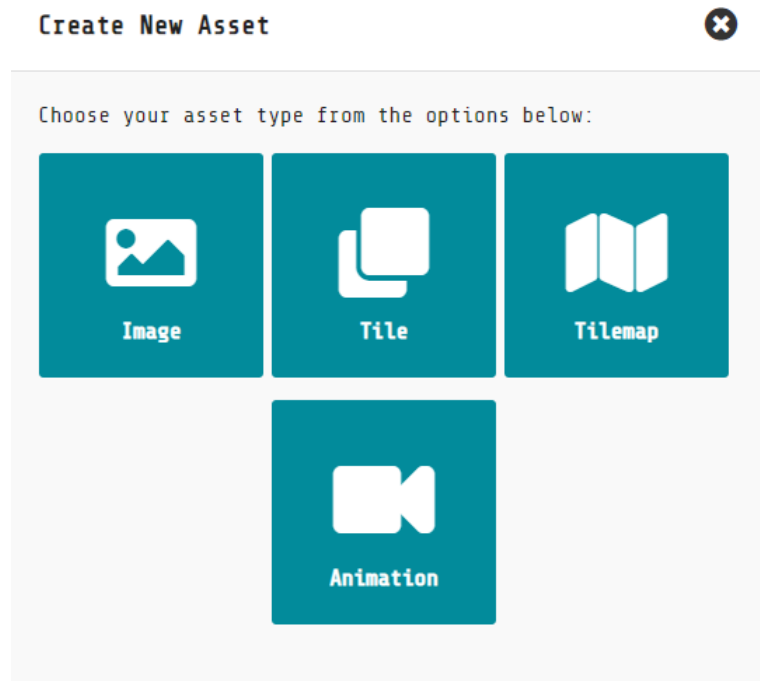 Create New Asset
Choose your asset type from the options below:
Image
Tile
Tilemap
Animation